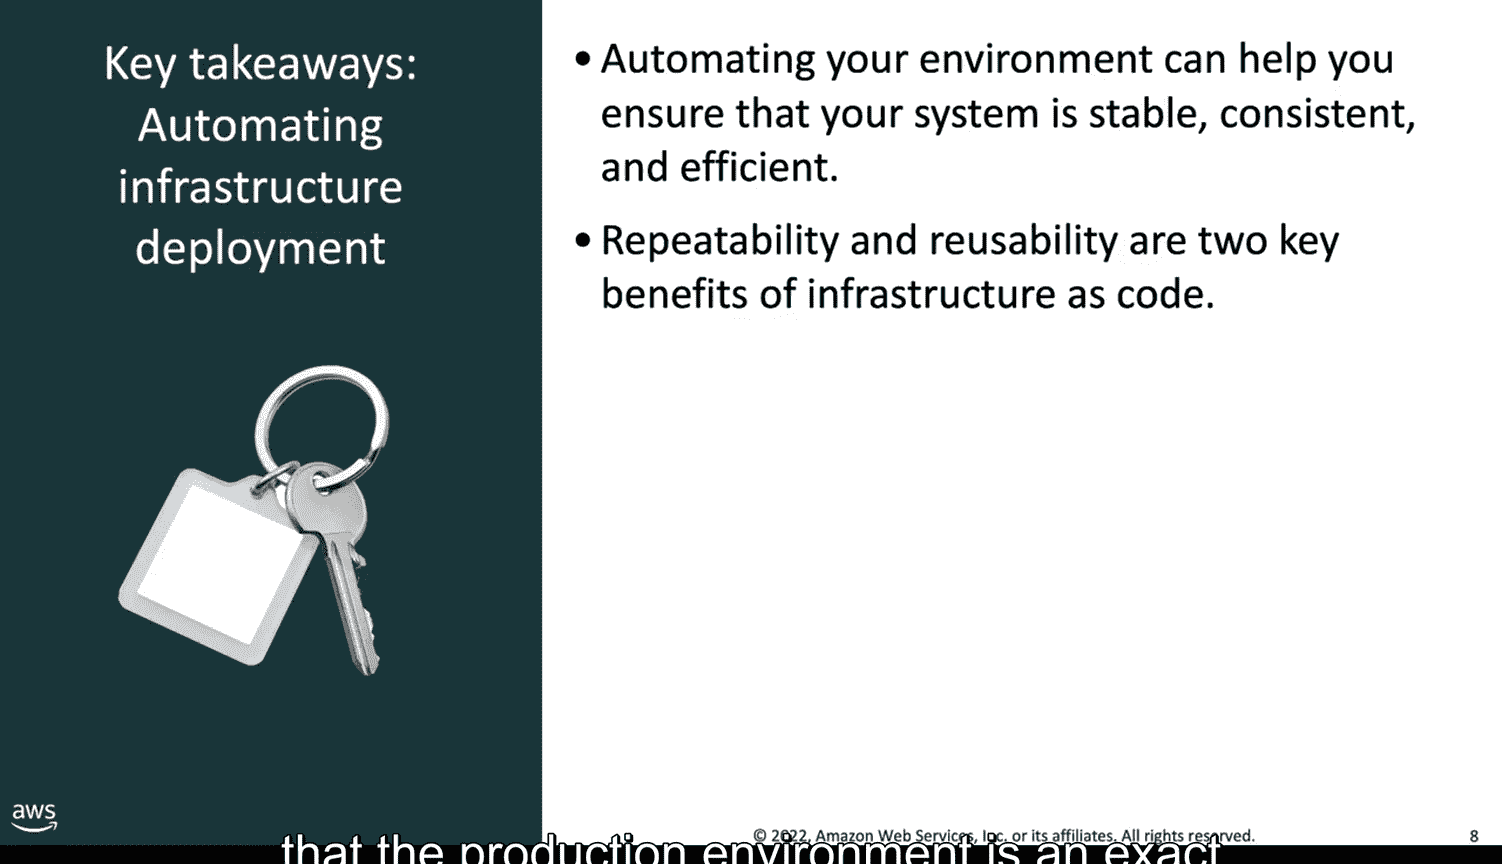 Key takeaways:
Automating
infrastructure
deployment
• Automating your environment can help you
ensure that your system is stable, consistent,
and efficient.
• Repeatability and reusability are two key
benefits of infrastructure as code.
aws
© 2022, Amazon Web Services, Inc. or its affiliates. All rights reserved.
8
that the production environment is an exact